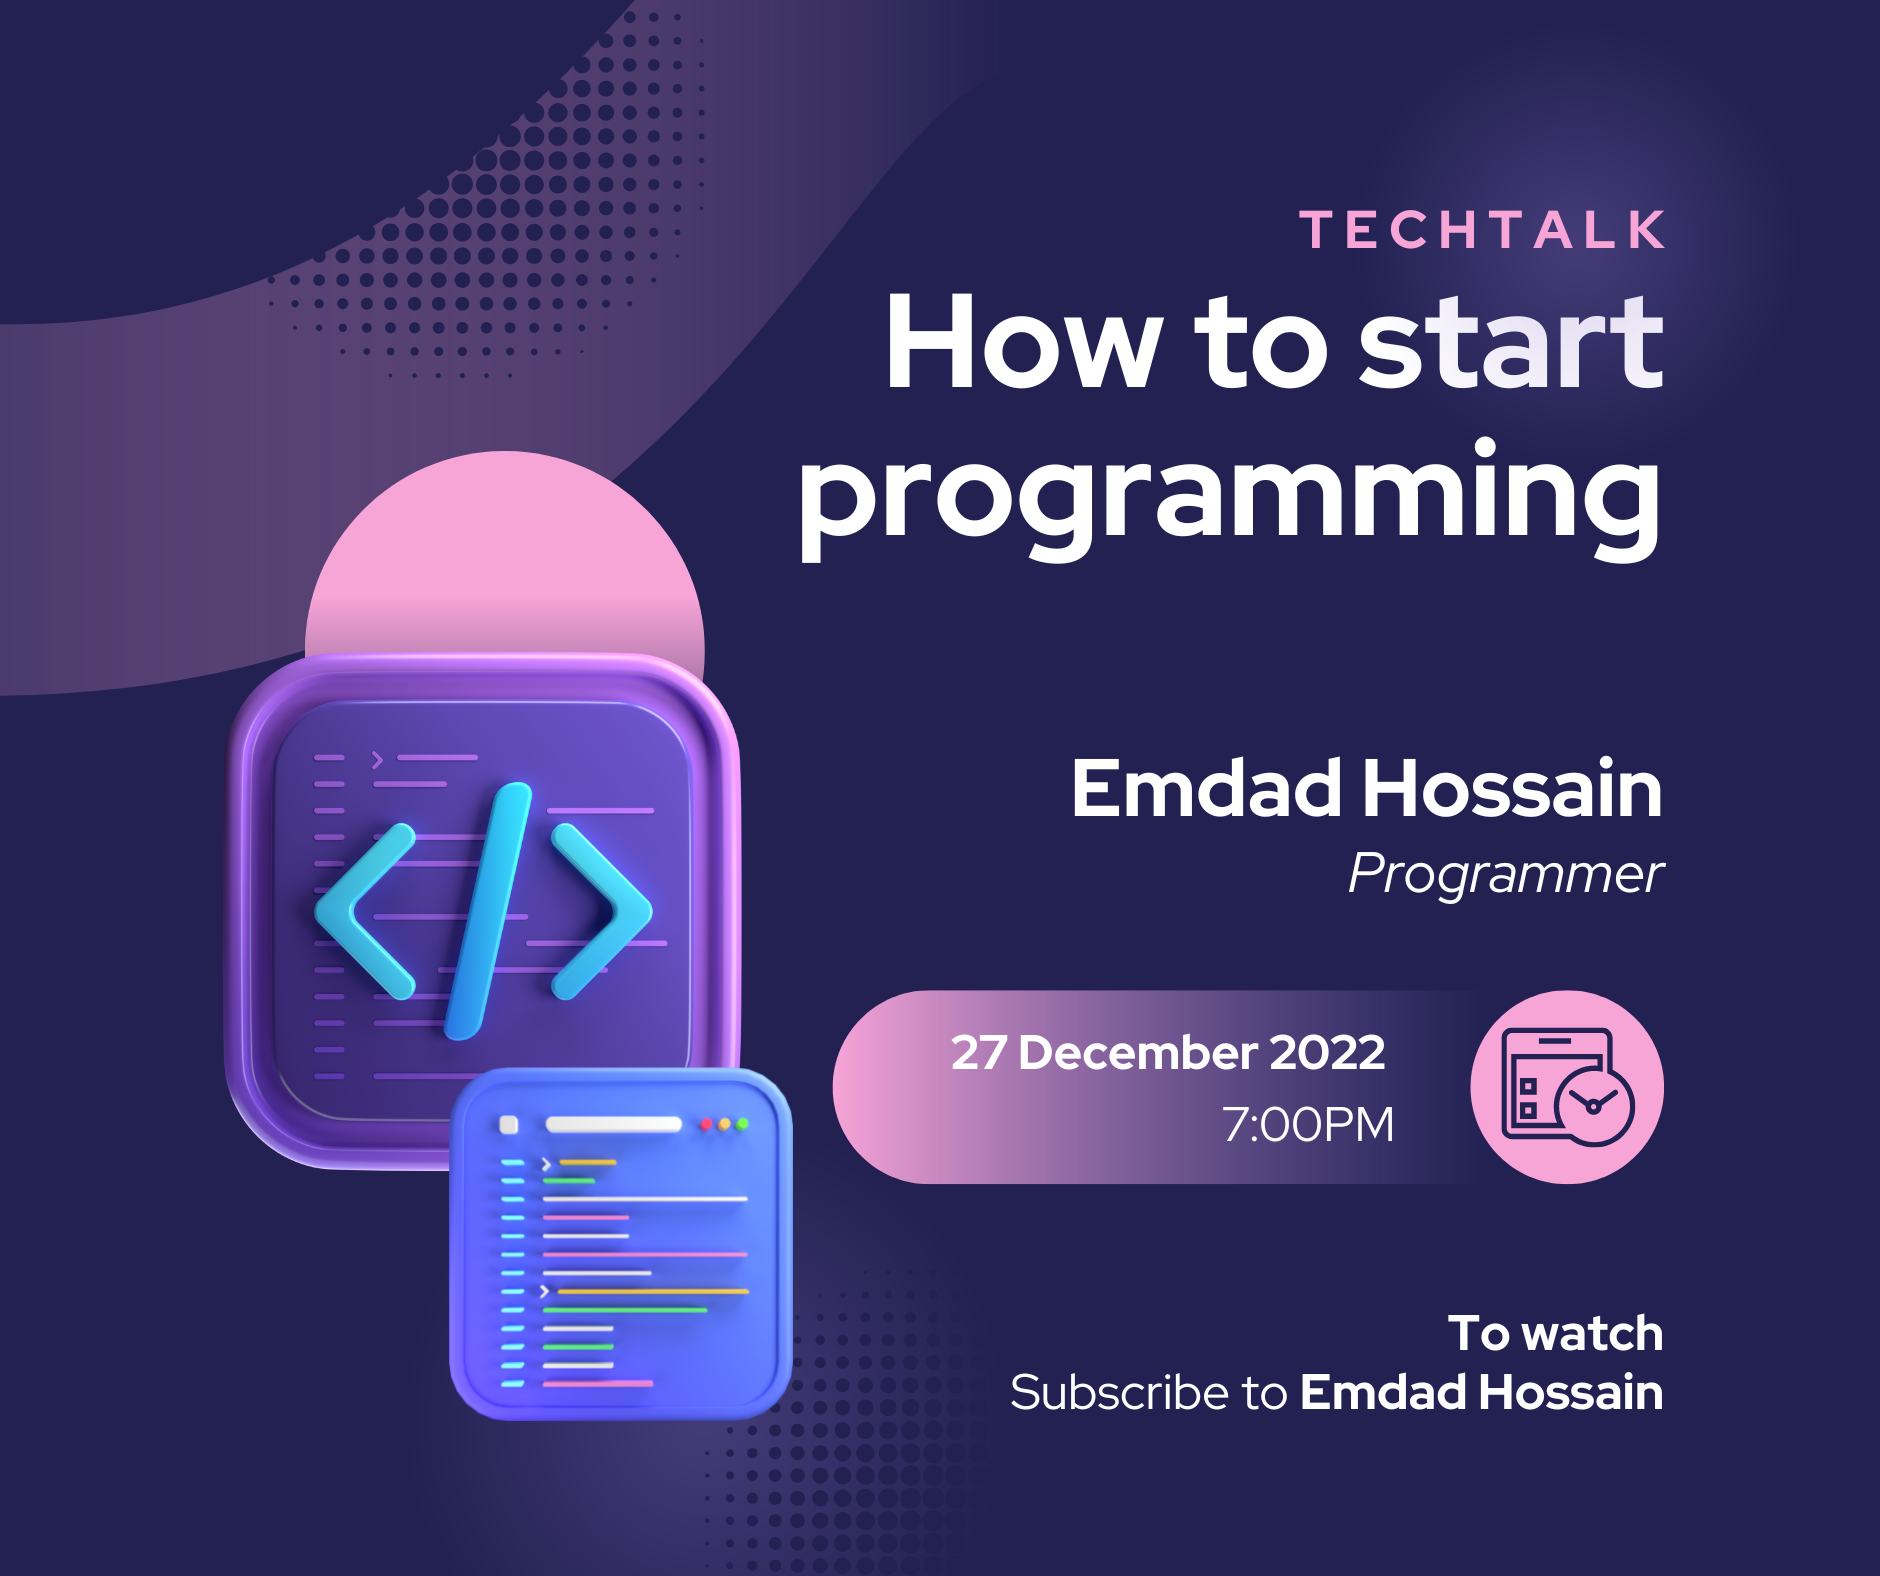 TECHTALK
How to start
programming
Emdad Hossain
Programmer
27 December 2022
7:00PM
To watch
Subscribe to Emdad Hossain